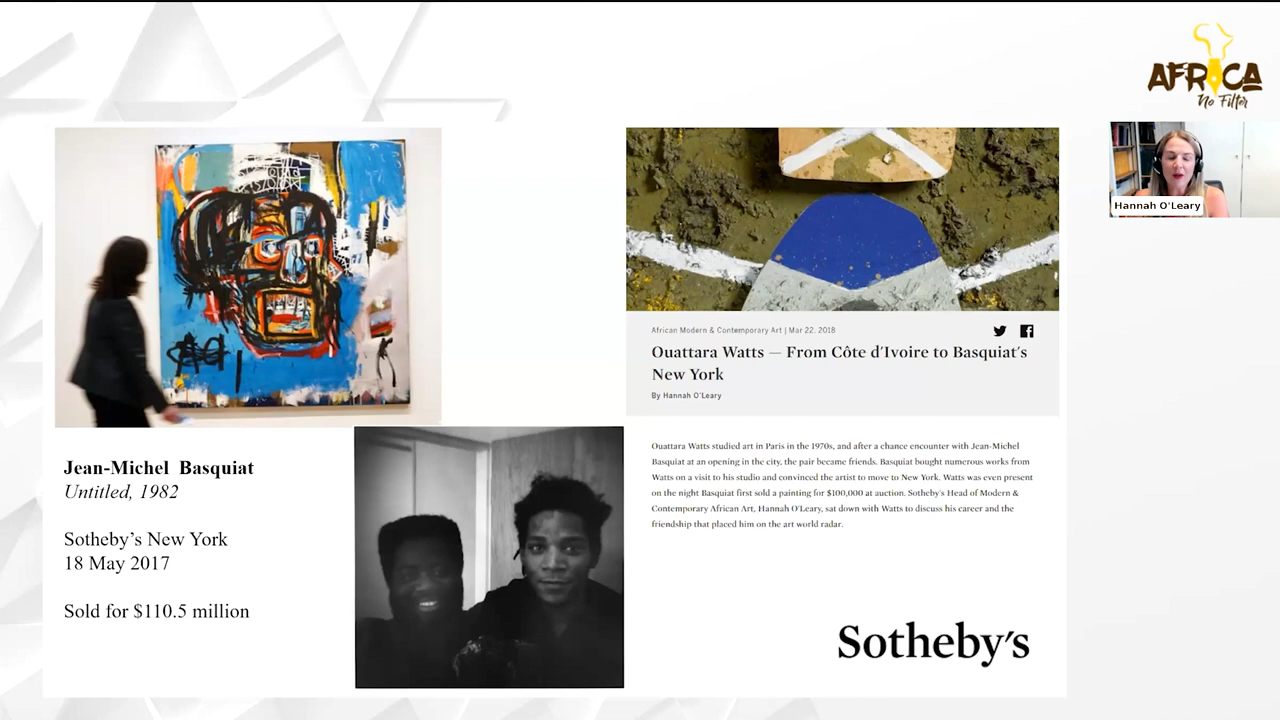 AFRICA
No Filter
Hannah O'Leary
African Modern & Contemporary Art | Mar 22, 2018
Ouattara Watts — From Côte d'Ivoire to Basquiat's
New York
By Hannah O'Leary
Jean-Michel Basquiat
Untitled, 1982
Sotheby's New York
18 May 2017
Sold for $110.5 million
Ouattara Watts studied art in Paris in the 1970s, and after a chance encounter with Jean-Michel
Basquiat at an opening in the city, the pair became friends. Basquiat bought numerous works from
Watts on a visit to his studio and convinced the artist to move to New York. Watts was even present
on the night Basquiat first sold a painting for $100,000 at auction. Sotheby's Head of Modern &
Contemporary African Art, Hannah O'Leary, sat down with Watts to discuss his career and the
friendship that placed him on the art world radar.
Sotheby's